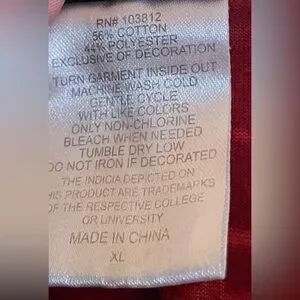 RN# 103812
56% COTTON
44% POLYESTER
EXCLUSIVE OF DECORATION
TURN GARMENT INSIDE OUT
MACHINE WASH COLD
GENTLE CYCLE
WITH LIKE COLORS
ONLY NON-CHLORINE
BLEACH WHEN NEEDED
TUMBLE DRY LOW
DO NOT IRON IF DECORATED
THE INDICIA DEPICTED ON
THIS PRODUCT ARE TRADEMARKS
OF THE RESPECTIVE COLLEGE
OR UNIVERSITY
MADE IN CHINA
XL